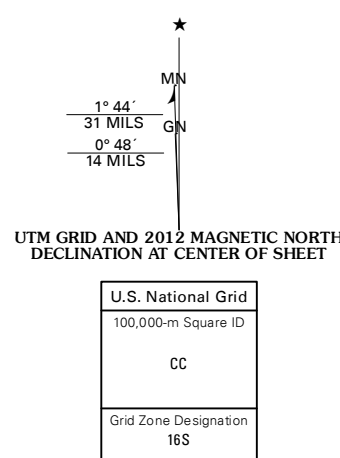 MN
1° 44´
31 MILS
GN
0° 48´
14 MILS
UTM GRID AND 2012 MAGNETIC NORTH
DECLINATION AT CENTER OF SHEET
U.S. National Grid
100,000-m Square ID
CC
Grid Zone Designation
16S